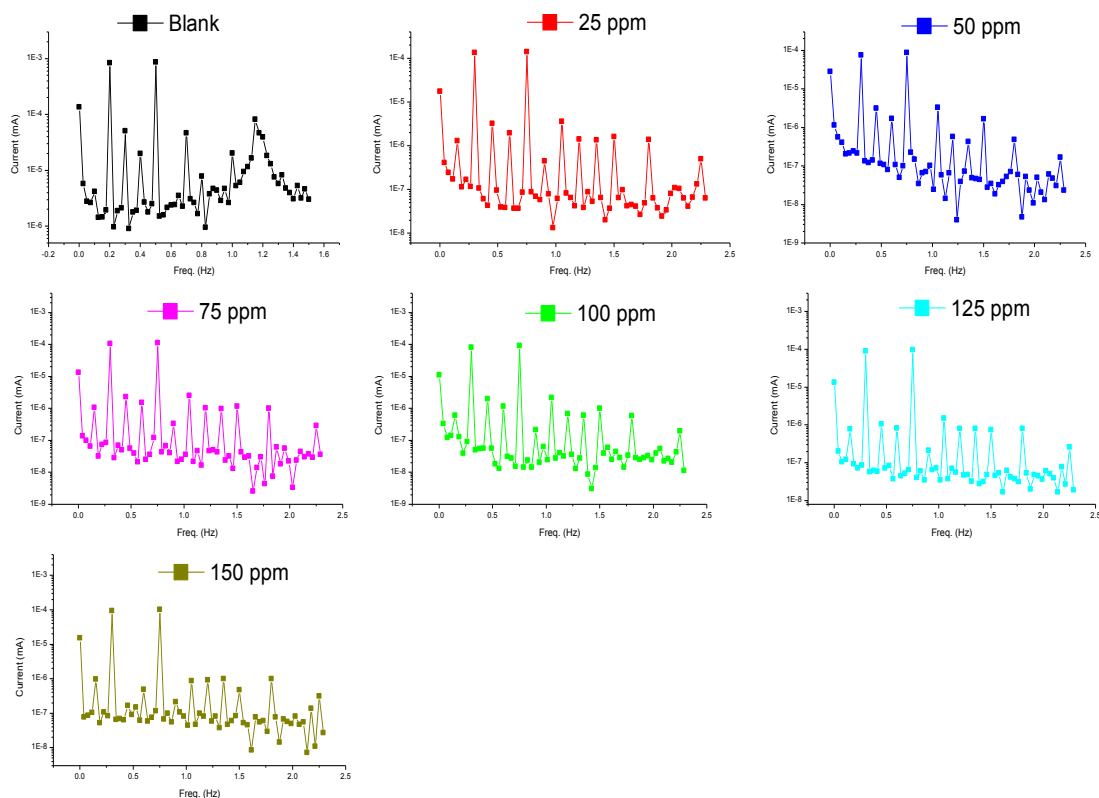 Blank
1E-3
1E-4
1E-5
1E-6
Current (mA)
-0.2 0.0 0.2 0.4 0.6 0.8 1.0 1.2 1.4 1.6
Freq. (Hz)
25 ppm
1E-4
1E-5
1E-6
1E-7
1E-8
Current (mA)
0.0 0.5 1.0 1.5 2.0 2.5
Freq. (Hz)
50 ppm
1E-4
1E-5
1E-6
1E-7
1E-8
1E-9
Current (mA)
0.0 0.5 1.0 1.5 2.0 2.5
Freq. (Hz)
75 ppm
1E-3
1E-4
1E-5
1E-6
1E-7
1E-8
1E-9
Current (mA)
0.0 0.5 1.0 1.5 2.0 2.5
Freq. (Hz)
100 ppm
1E-3
1E-4
1E-5
1E-6
1E-7
1E-8
1E-9
Current (mA)
0.0 0.5 1.0 1.5 2.0 2.5
Freq. (Hz)
125 ppm
1E-3
1E-4
1E-5
1E-6
1E-7
1E-8
Current (mA)
0.0 0.5 1.0 1.5 2.0 2.5
Freq. (Hz)
150 ppm
1E-3
1E-4
1E-5
1E-6
1E-7
1E-8
Current (mA)
0.0 0.5 1.0 1.5 2.0 2.5
Freq. (Hz)